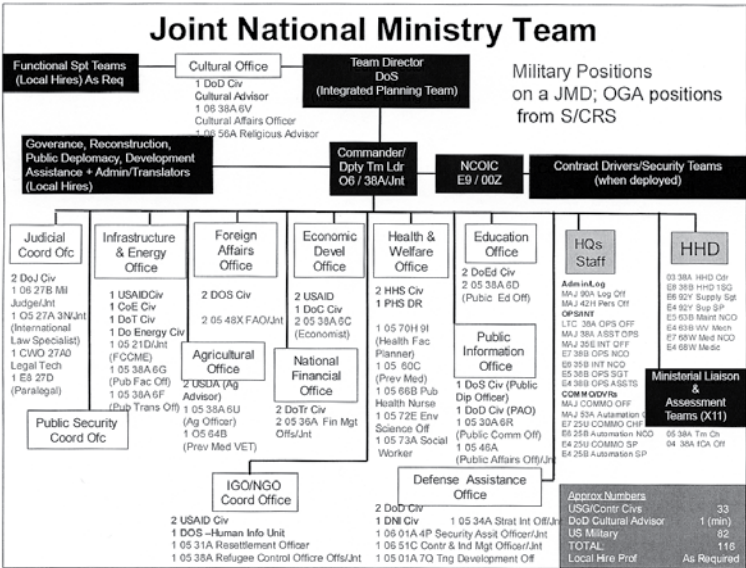 Joint National Ministry Team
Functional Spt Teams
(Local Hires) As Req
Cultural Office
1 DoD Civ
Cultural Advisor
1 06 38A 6V
Cultural Affairs Officer
1 06 56A Religious Advisor
Team Director
DoS
(Integrated Planning Team)
Military Positions
on a JMD; OGA positions
from S/CRS
Goverance, Reconstruction,
Public Deplomacy, Development
Assistance + Admin/Translators
(Local Hires)
Commander/
Dpty Tm Ldr
O6 / 38A/Jnt
NCOIC
E9 / 00Z
Contract Drivers/Security Teams
(when deployed)
Judicial
Coord Ofc
2 DoJ Civ
1 06 27B Mil
Judge/Jnt
1 O5 27A 3N/Jnt
(International
Law Specialist)
1 CWO 27A0
Legal Tech
1 E8 27D
(Paralegal)
Public Security
Coord Ofc
Infrastructure
& Energy
Office
1 USAIDCiv
1 CoE Civ
1 DoT Civ
1 Do Energy Civ
1 05 21D/Jnt
(FCCME)
1 05 38A 6G
(Pub Fac Off)
1 05 38A 6F
(Pub Trans Off)
Foreign
Affairs
Office
2 DOS Civ
2 05 48X FAO/Jnt
Agricultural
Office
2 USDA (Ag
Advisor)
1 05 38A 6U
(Ag Officer)
1 O5 64B
(Prev Med VET)
Economic
Devel Office
2 USAID
1 DoC Civ
2 05 38A 6C
(Economist)
National
Financial
Office
2 DoTr Civ
2 05 36A Fin Mgt
Offs/Jnt
Health &
Welfare
Office
2 HHS Civ
1 PHS DR
1 05 70H 9I
(Health Fac
Planner)
1 05 60C
(Prev Med)
1 05 66B Pub
Health Nurse
1 05 72E Env
Science Off
1 05 73A Social
Worker
Education
Office
2 DoEd Civ
2 05 38A 6D
(Pubic Ed Off)
Public
Information
Office
1 DoS Civ (Public
Dip Officer)
1 DoD Civ (PAO)
1 05 30A 6R
(Public Comm Off)
1 05 46A
(Public Affairs Off)/Jnt
HQs
Staff
Admin/Log
MAJ 90A Log Off
MAJ 42H Pers Off
OPS/INT
LTC 38A OPS OFF
MAJ 38A ASST OPS
MAJ 35E INT OFF
E7 38B OPS NCO
E6 35B INT NCO
E5 38B OPS SGT
E4 38B OPS ASSTS
COMMO/DVRs
MAJ COMMO OFF
MAJ 53A Automation
E7 25U COMMO CHF
E6 25B Automation NCO
E4 25U COMMO SP
E4 25B Automation SP
HHD
03 38A HHD Cdr
E8 38B HHD 1SG
E6 92Y Supply Sgt
E4 92Y Sup SP
E5 63B Maint NCO
E4 63B WV Mech
E7 68W Med NCO
E4 68W Medic
Ministerial Liaison
&
Assessment
Teams (X11)
05 38A Tm Ch
04 38A fCA Off
IGO/NGO
Coord Office
2 USAID Civ
1 DOS –Human Info Unit
1 05 31A Resettlement Officer
1 05 38A Refugee Control Officre Offs/Jnt
Defense Assistance
Office
2 DoD Civ
1 DNI Civ 1 05 34A Strat Int Off/Jnt
1 06 01A 4P Security Assit Officer/Jnt
1 06 51C Contr & Ind Mgt Officer/Jnt
1 05 01A 7Q Tng Development Off
Approx Numbers
USG/Contr Civs 33
DoD Cultural Advisor 1 (min)
US Military 82
TOTAL 116
Local Hire Prof As Required